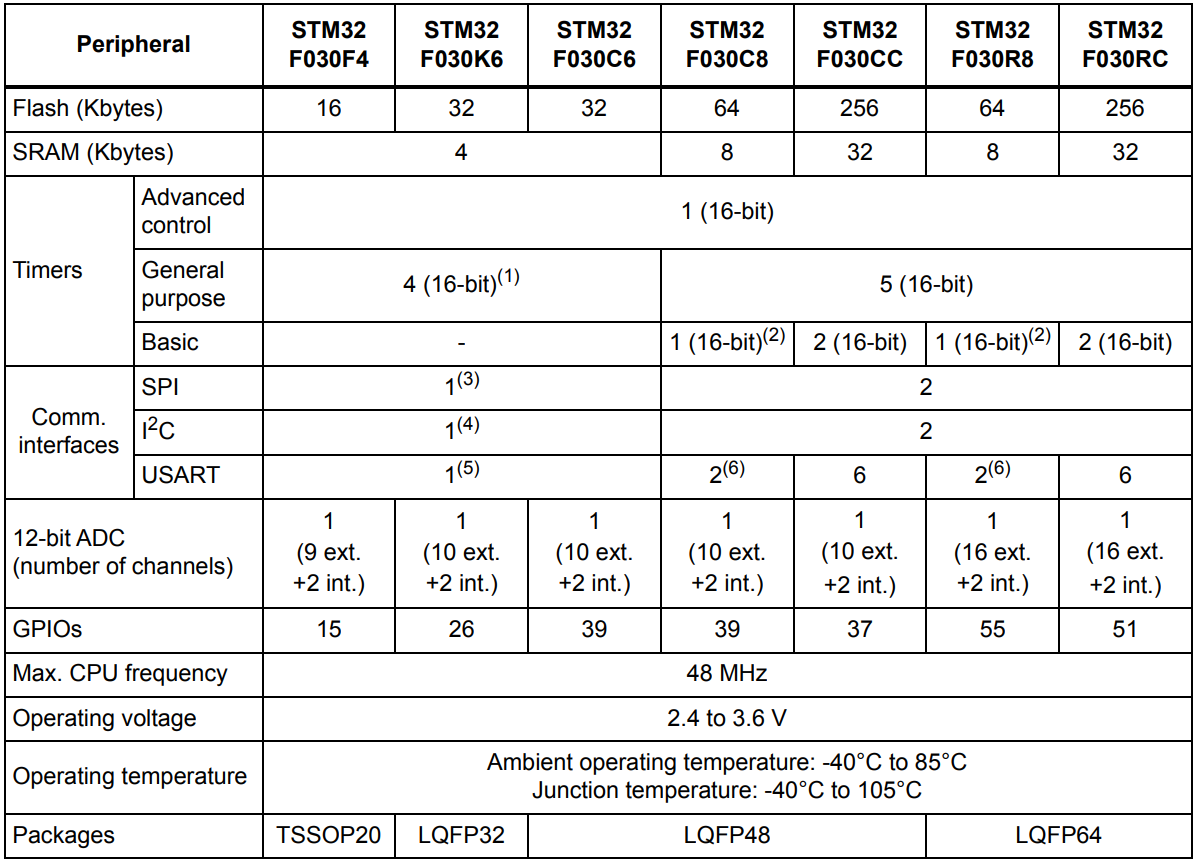 Peripheral STM32 F030F4 STM32 F030K6 STM32 F030C6 STM32 F030C8 STM32 F030CC STM32 F030R8 STM32 F030RC
Flash (Kbytes) 16 32 32 64 256 64 256
SRAM (Kbytes) 4 8 32 8 32
Timers Advanced control 1 (16-bit)
General purpose 4 (16-bit)(1) 5 (16-bit)
Basic - 1 (16-bit)(2) 2 (16-bit) 1 (16-bit)(2) 2 (16-bit)
Comm. interfaces SPI 1(3) 2
I2C 1(4) 2
USART 1(5) 2(6) 6 2(6) 6
12-bit ADC (number of channels) 1 (9 ext. +2 int.) 1 (10 ext. +2 int.) 1 (10 ext. +2 int.) 1 (10 ext. +2 int.) 1 (10 ext. +2 int.) 1 (16 ext. +2 int.) 1 (16 ext. +2 int.)
GPIOs 15 26 39 39 37 55 51
Max. CPU frequency 48 MHz
Operating voltage 2.4 to 3.6 V
Operating temperature Ambient operating temperature: -40°C to 85°C
Junction temperature: -40°C to 105°C
Packages TSSOP20 LQFP32 LQFP48 LQFP64